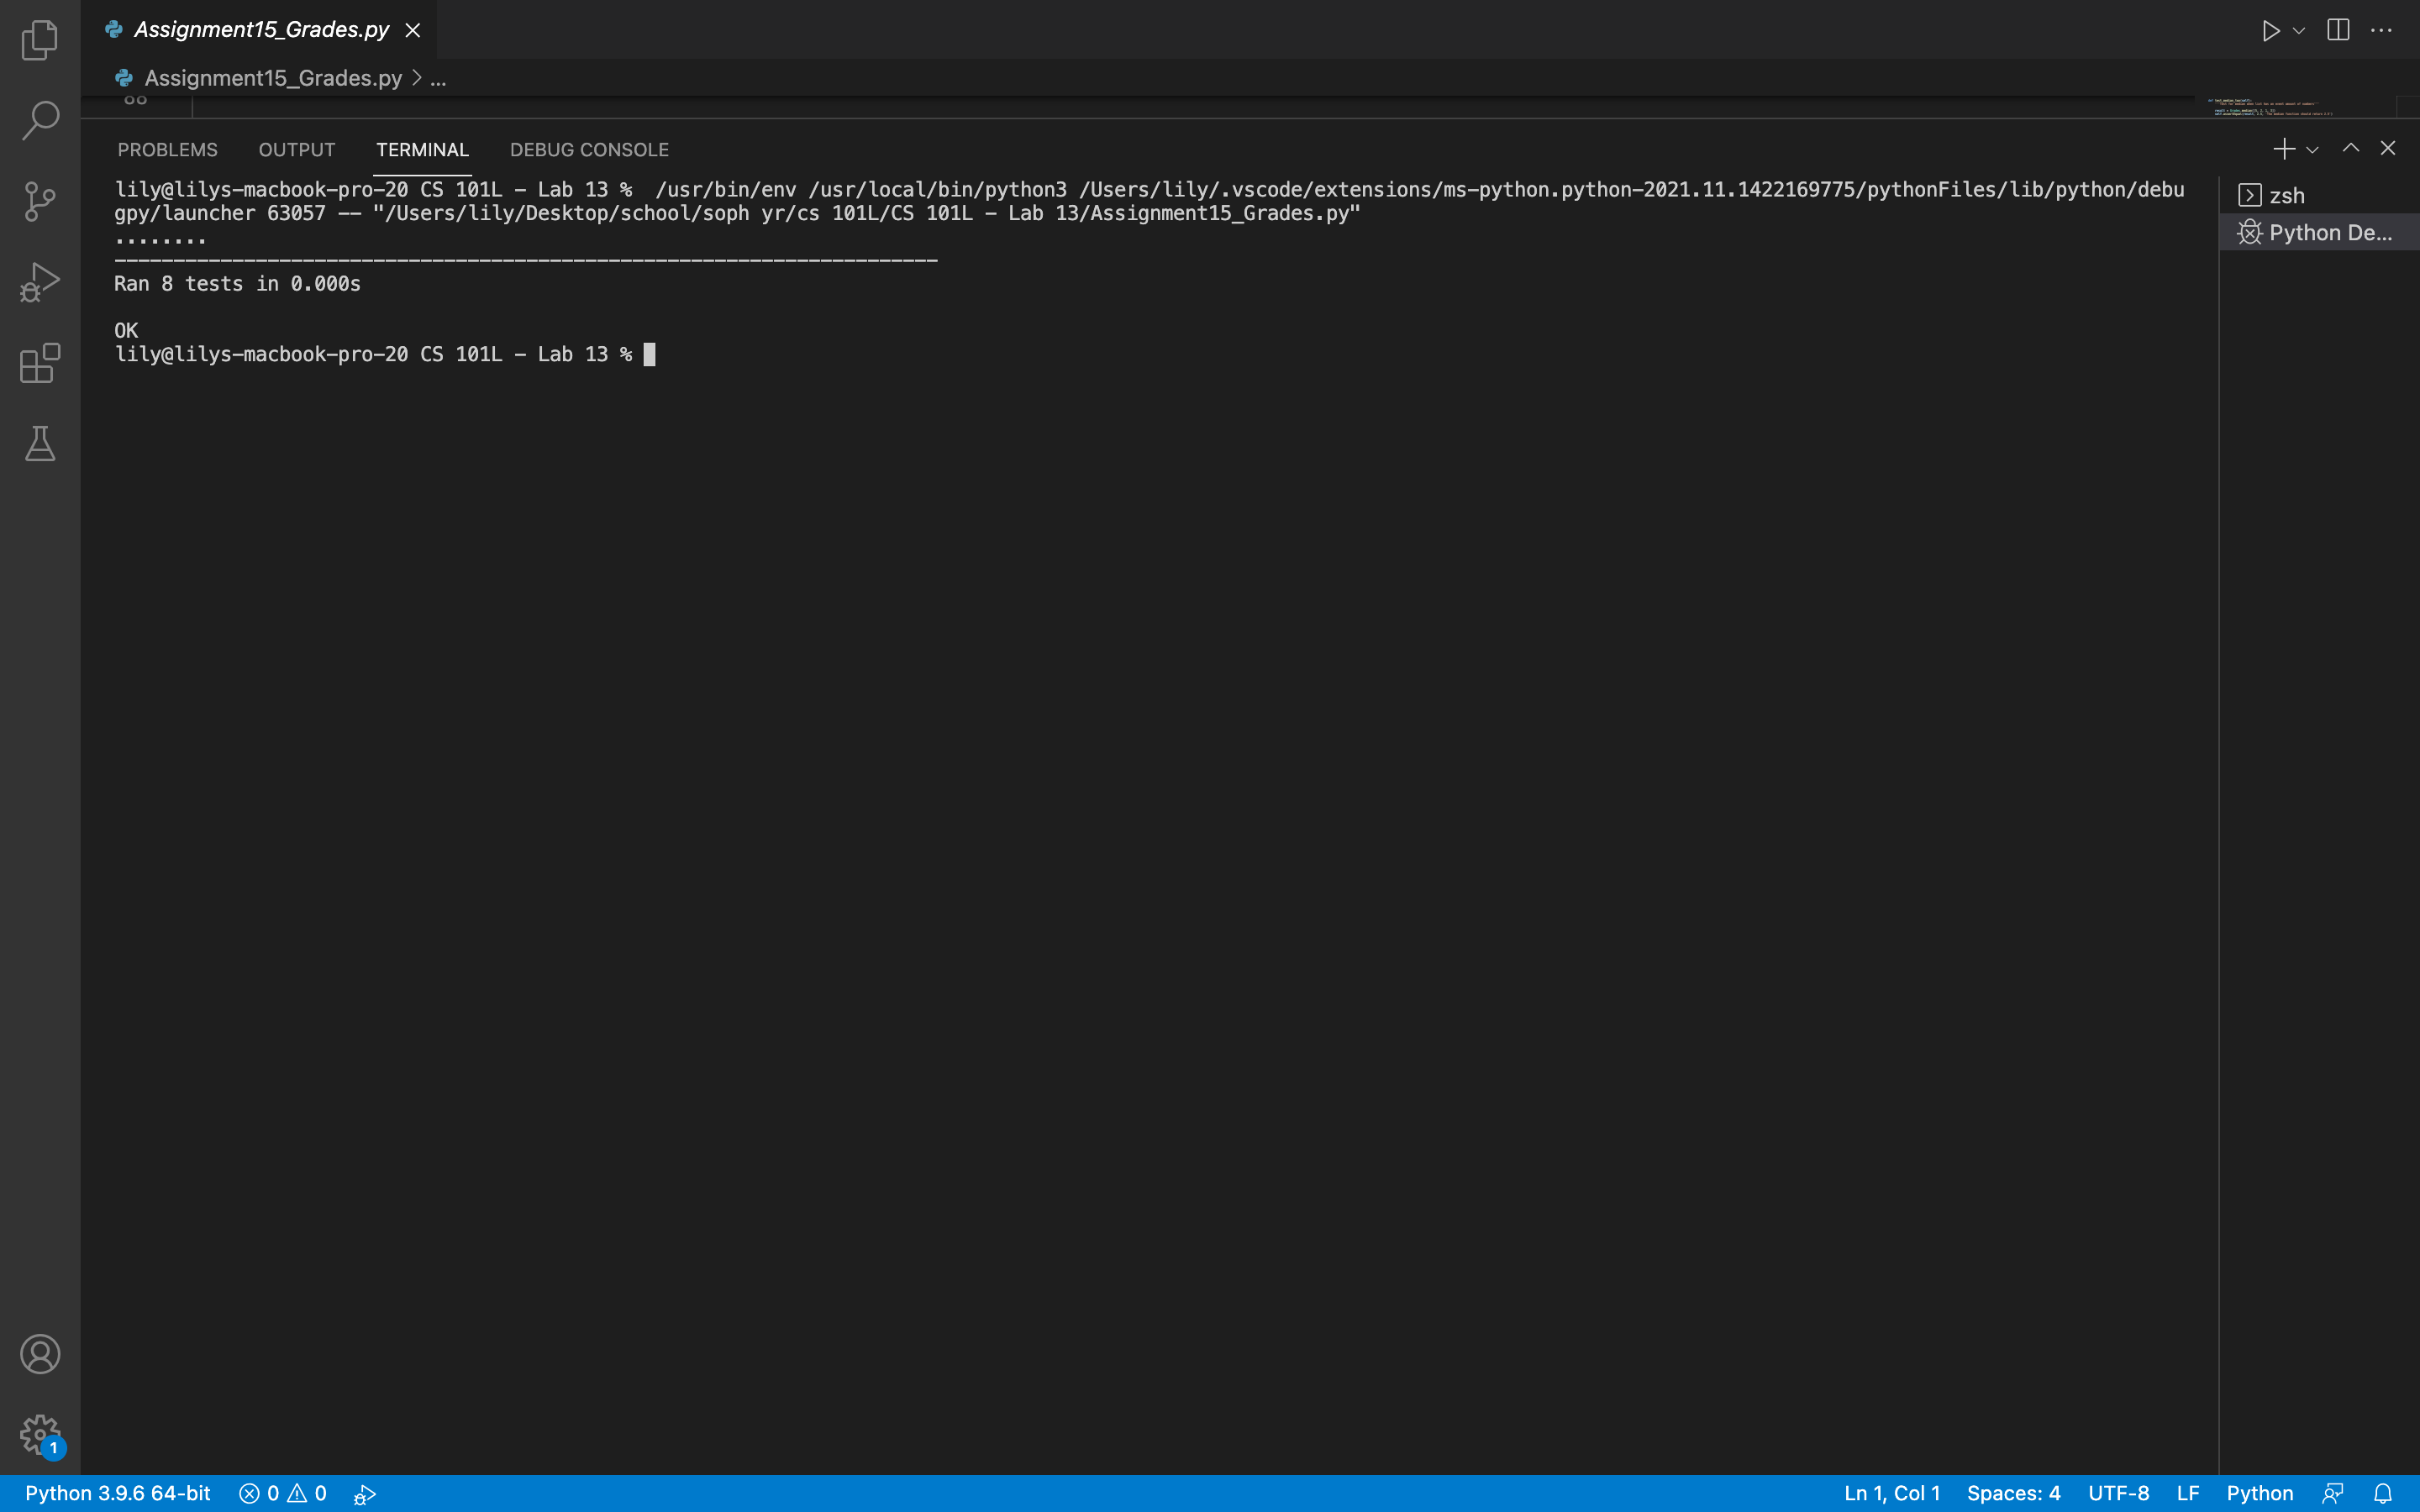 Assignment15_Grades.py
Assignment15_Grades.py > ...
PROBLEMS OUTPUT TERMINAL DEBUG CONSOLE
lily@lilys-macbook-pro-20 CS 101L - Lab 13 %  /usr/bin/env /usr/local/bin/python3 /Users/lily/.vscode/extensions/ms-python.python-2021.11.1422169775/pythonFiles/lib/python/debu
gpy/launcher 63057 -- "/Users/lily/Desktop/school/soph yr/cs 101L/CS 101L - Lab 13/Assignment15_Grades.py"
........
----------------------------------------------------------------------
Ran 8 tests in 0.000s
OK
lily@lilys-macbook-pro-20 CS 101L - Lab 13 %
zsh
Python De...
1
Python 3.9.6 64-bit 0 0 Ln 1, Col 1 Spaces: 4 UTF-8 LF Python